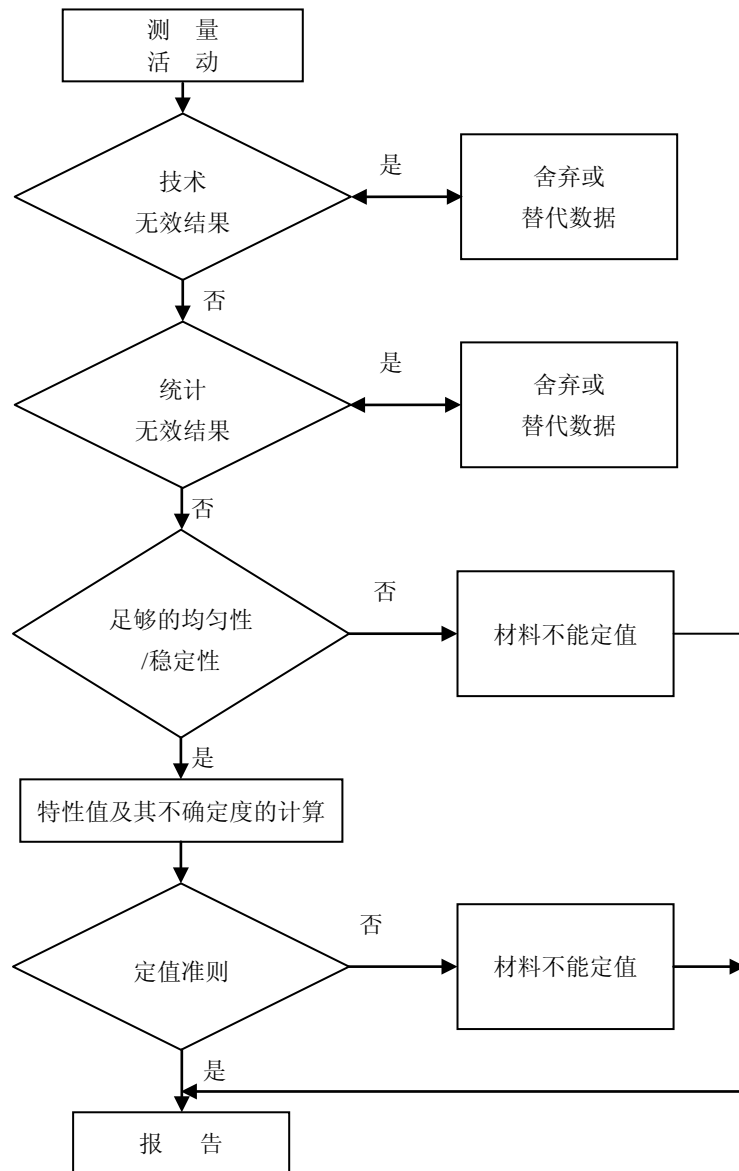 测 量
活 动
技术
无效结果
是
舍弃或
替代数据
否
统计
无效结果
是
舍弃或
替代数据
否
足够的均匀性
/稳定性
否
材料不能定值
是
特性值及其不确定度的计算
定值准则
否
材料不能定值
是
报 告